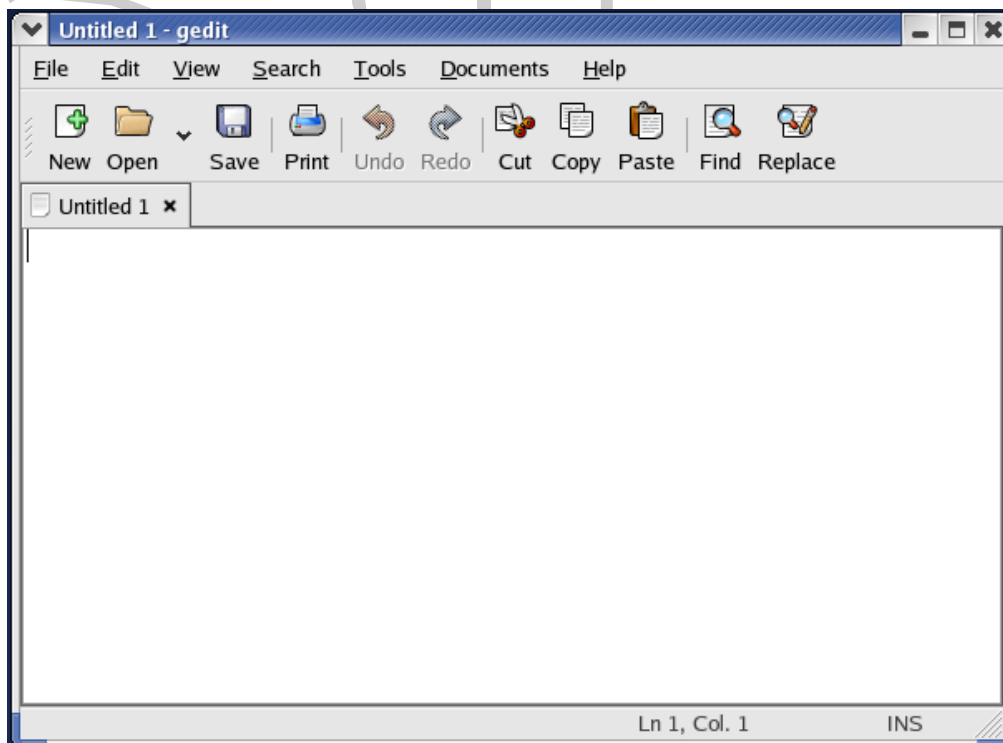 Untitled 1 - gedit
File Edit View Search Tools Documents Help
New Open Save Print Undo Redo Cut Copy Paste Find Replace
Untitled 1
Ln 1, Col. 1 INS